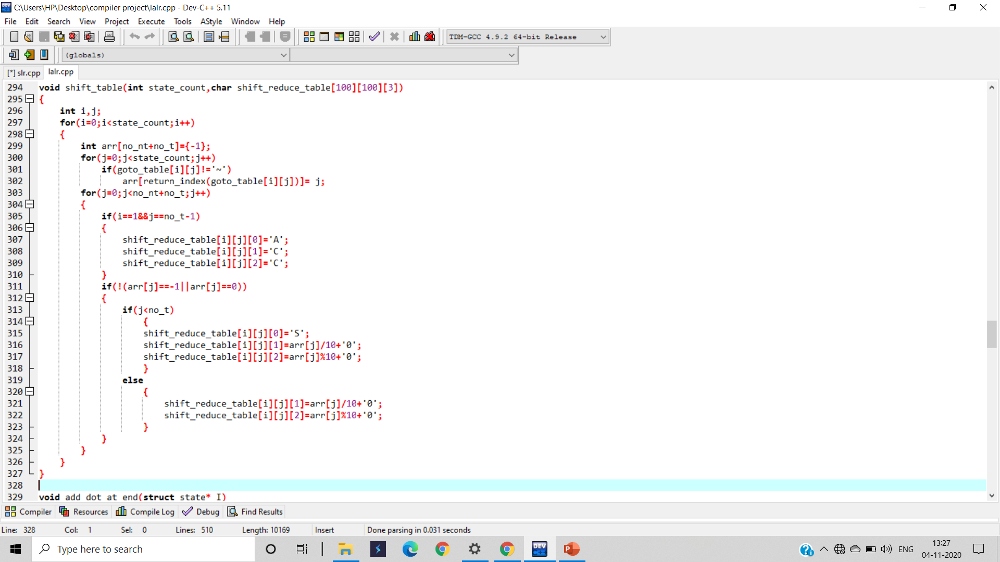 C:\Users\HP\Desktop\compiler project\lalr.cpp - Dev-C++ 5.11
File Edit Search View Project Execute Tools AStyle Window Help
TDM-GCC 4.9.2 64-bit Release
(globals)
[*] slr.cpp lalr.cpp
294 void shift_table(int state_count,char shift_reduce_table[100][100][3])
295 {
296     int i,j;
297     for(i=0;i<state_count;i++)
298     {
299         int arr[no_nt+no_t]={-1};
300         for(j=0;j<state_count;j++)
301             if(goto_table[i][j]!='~')
302                 arr[return_index(goto_table[i][j])]= j;
303         for(j=0;j<no_nt+no_t;j++)
304         {
305             if(i==1&&j==no_t-1)
306             {
307                 shift_reduce_table[i][j][0]='A';
308                 shift_reduce_table[i][j][1]='C';
309                 shift_reduce_table[i][j][2]='C';
310             }
311             if(!(arr[j]==-1||arr[j]==0))
312             {
313                 if(j<no_t)
314                     {
315                     shift_reduce_table[i][j][0]='S';
316                     shift_reduce_table[i][j][1]=arr[j]/10+'0';
317                     shift_reduce_table[i][j][2]=arr[j]%10+'0';
318                     }
319                 else
320                     {
321                         shift_reduce_table[i][j][1]=arr[j]/10+'0';
322                         shift_reduce_table[i][j][2]=arr[j]%10+'0';
323                     }
324             }
325         }
326     }
327 }
328
329 void add dot at end(struct state* I)
Compiler Resources Compile Log Debug Find Results
Line: 328 Col: 1 Sel: 0 Lines: 510 Length: 10169 Insert Done parsing in 0.031 seconds
Type here to search
DEV C++
ENG
13:27
04-11-2020